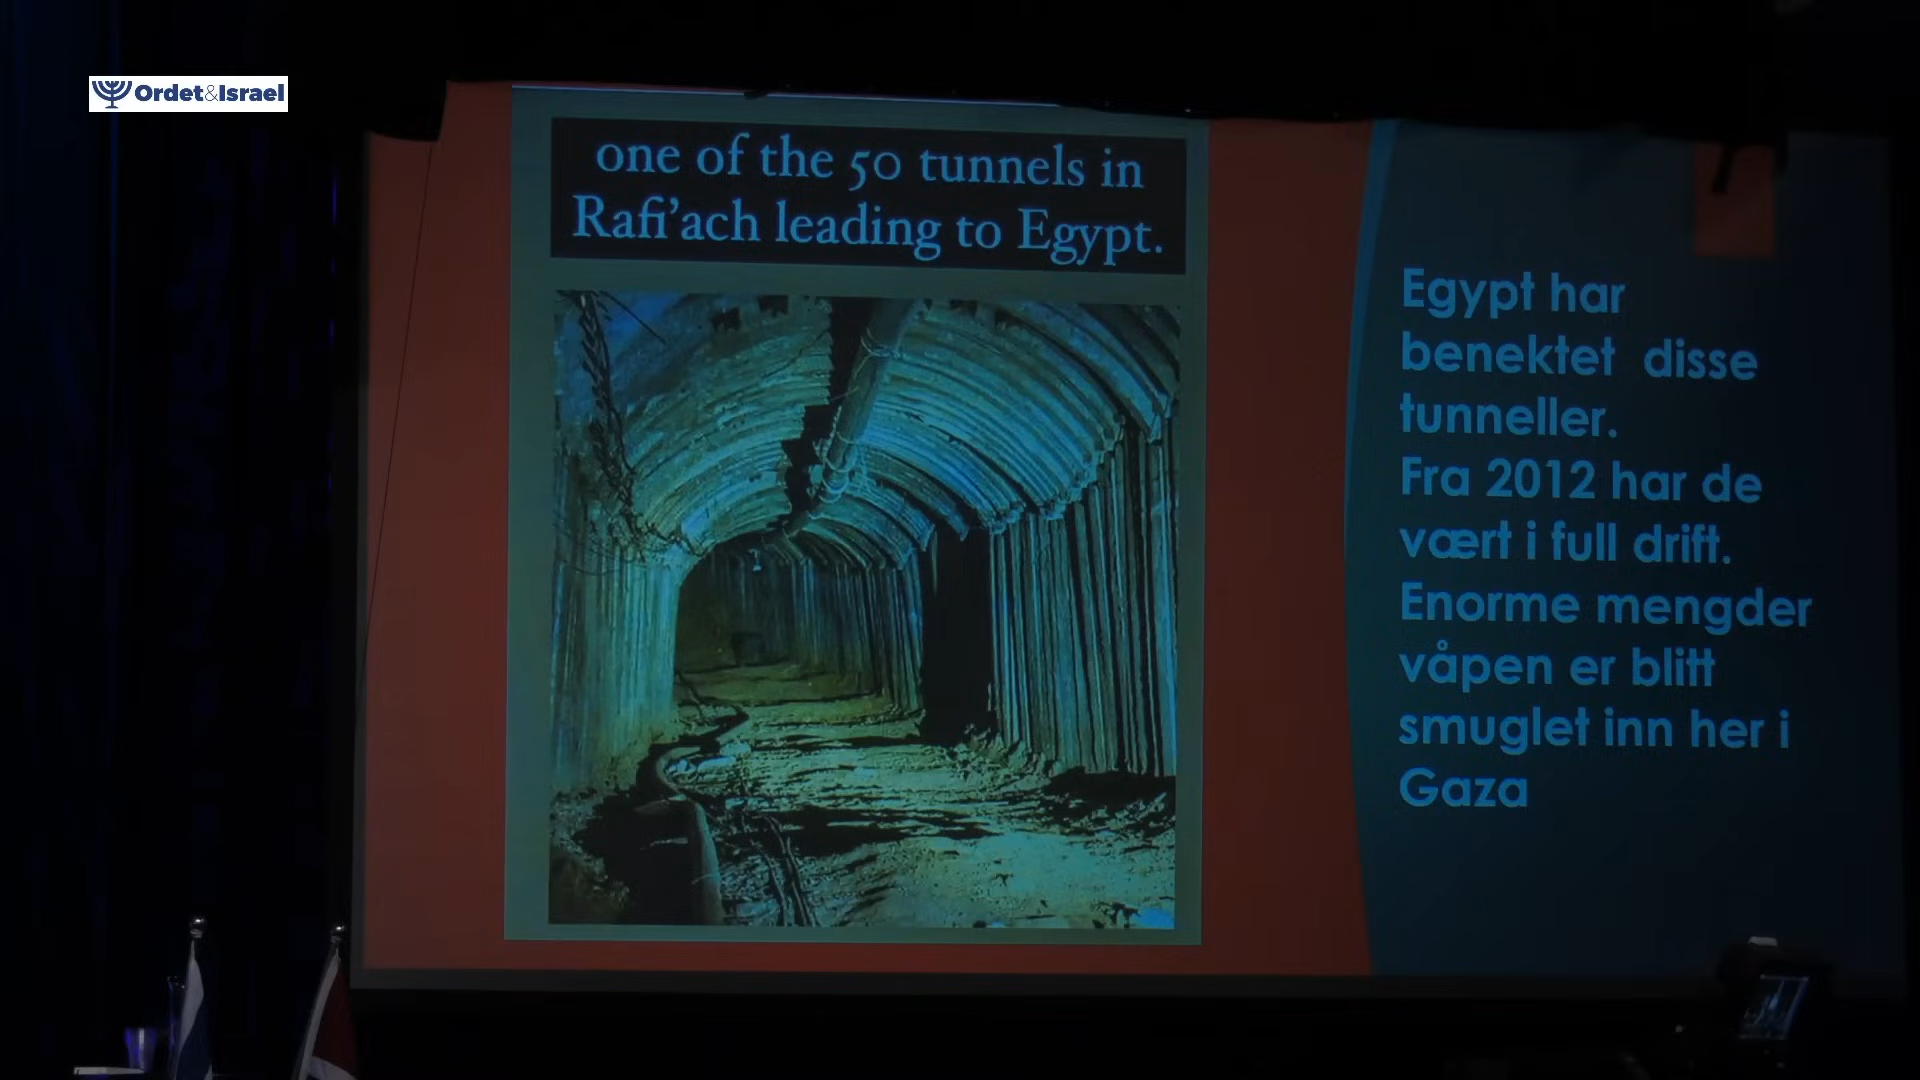 Ordet&Israel
one of the 50 tunnels in
Rafi’ach leading to Egypt.
Egypt har
benektet disse
tunneller.
Fra 2012 har de
vært i full drift.
Enorme mengder
våpen er blitt
smuglet inn her i
Gaza